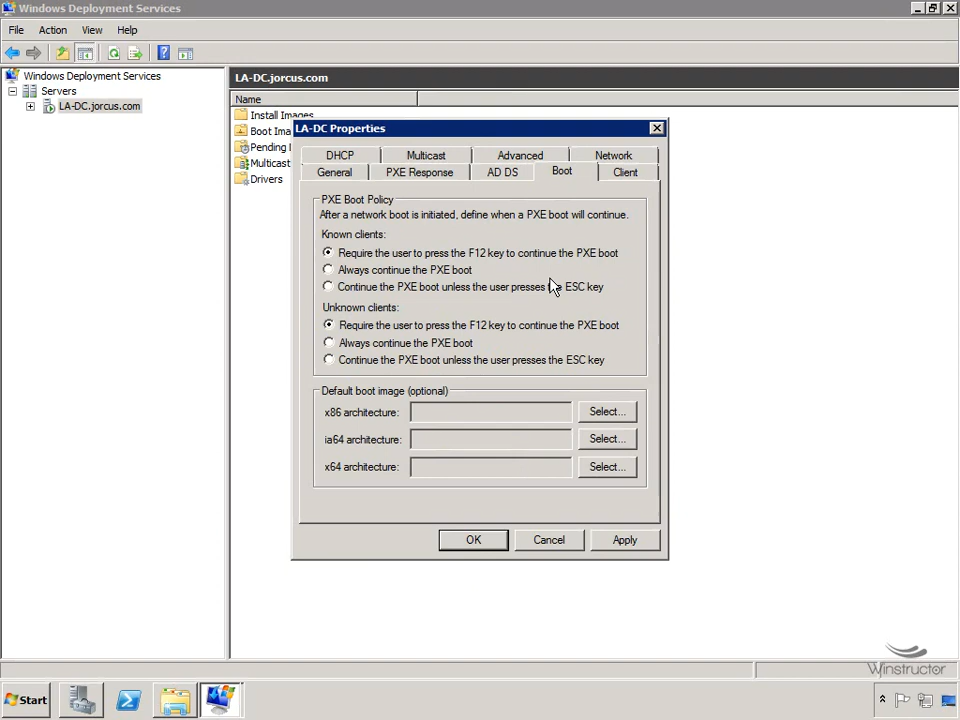 Windows Deployment Services
File Action View Help
Windows Deployment Services
Servers
LA-DC.jorcus.com
LA-DC.jorcus.com
Name
Install Images
Boot Ima
Pending
Multicast
Drivers
LA-DC Properties
DHCP Multicast Advanced Network
General PXE Response AD DS Boot Client
PXE Boot Policy
After a network boot is initiated, define when a PXE boot will continue.
Known clients:
Require the user to press the F12 key to continue the PXE boot
Always continue the PXE boot
Continue the PXE boot unless the user presses the ESC key
Unknown clients:
Require the user to press the F12 key to continue the PXE boot
Always continue the PXE boot
Continue the PXE boot unless the user presses the ESC key
Default boot image (optional)
x86 architecture: Select...
ia64 architecture: Select...
x64 architecture: Select...
OK Cancel Apply
Winstructor
Start